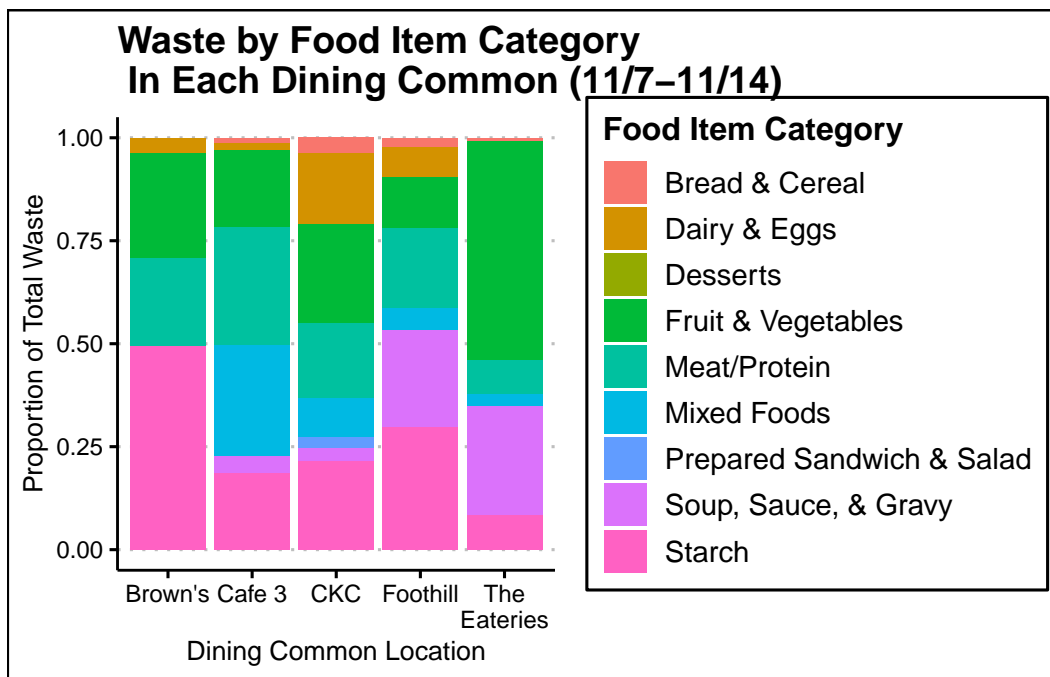 Waste by Food Item Category
In Each Dining Common (11/7–11/14)
Proportion of Total Waste
1.00
0.75
0.50
0.25
0.00
Brown's Cafe 3 CKC Foothill The
Eateries
Dining Common Location
Food Item Category
Bread & Cereal
Dairy & Eggs
Desserts
Fruit & Vegetables
Meat/Protein
Mixed Foods
Prepared Sandwich & Salad
Soup, Sauce, & Gravy
Starch